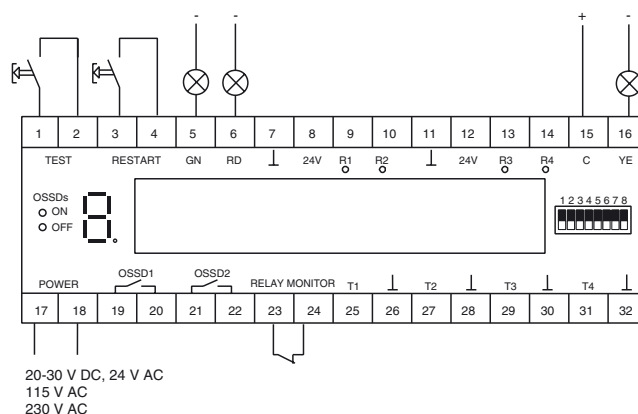 - - + -
1 2 3 4 5 6 7 8 9 10 11 12 13 14 15 16
TEST RESTART GN RD ⊥ 24V R1 R2 ⊥ 24V R3 R4 C YE
OSSDs
ON
OFF
8.
1 2 3 4 5 6 7 8
POWER OSSD1 OSSD2 RELAY MONITOR T1 ⊥ T2 ⊥ T3 ⊥ T4 ⊥
17 18 19 20 21 22 23 24 25 26 27 28 29 30 31 32
20-30 V DC, 24 V AC
115 V AC
230 V AC